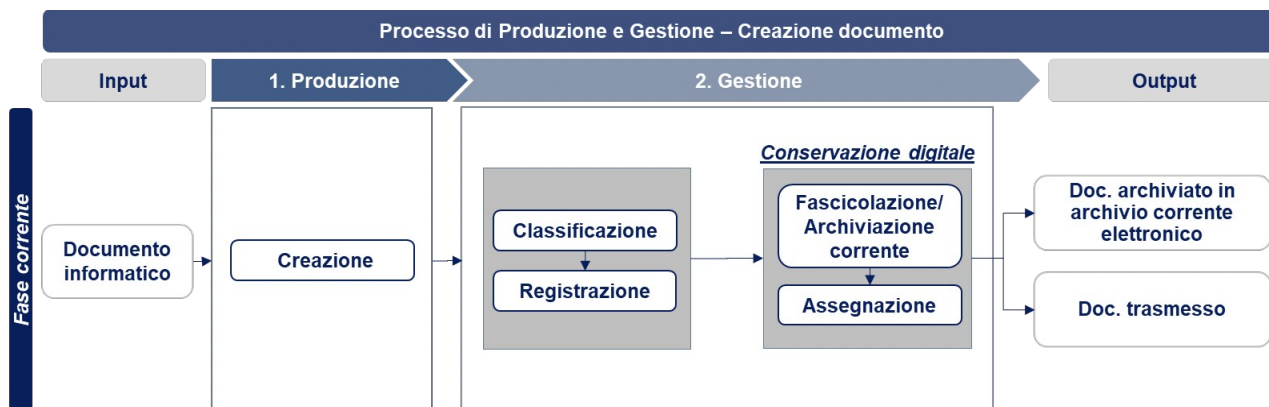 Processo di Produzione e Gestione – Creazione documento
Input
1. Produzione
2. Gestione
Output
Fase corrente
Documento
informatico
Creazione
Classificazione
Registrazione
Conservazione digitale
Fascicolazione/
Archiviazione
corrente
Assegnazione
Doc. archiviato in
archivio corrente
elettronico
Doc. trasmesso